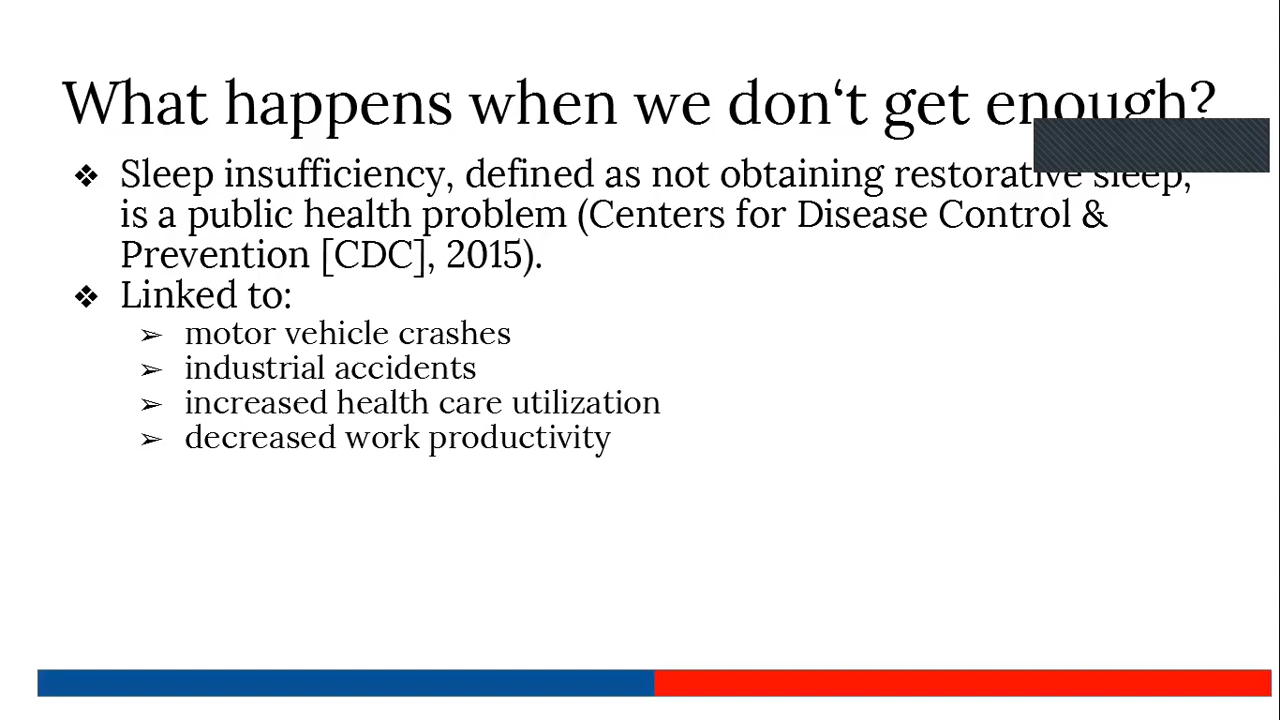 What happens when we don‘t get enough?
❖ Sleep insufficiency, defined as not obtaining restorative sleep,
is a public health problem (Centers for Disease Control &
Prevention [CDC], 2015).
❖ Linked to:
➢ motor vehicle crashes
➢ industrial accidents
➢ increased health care utilization
➢ decreased work productivity